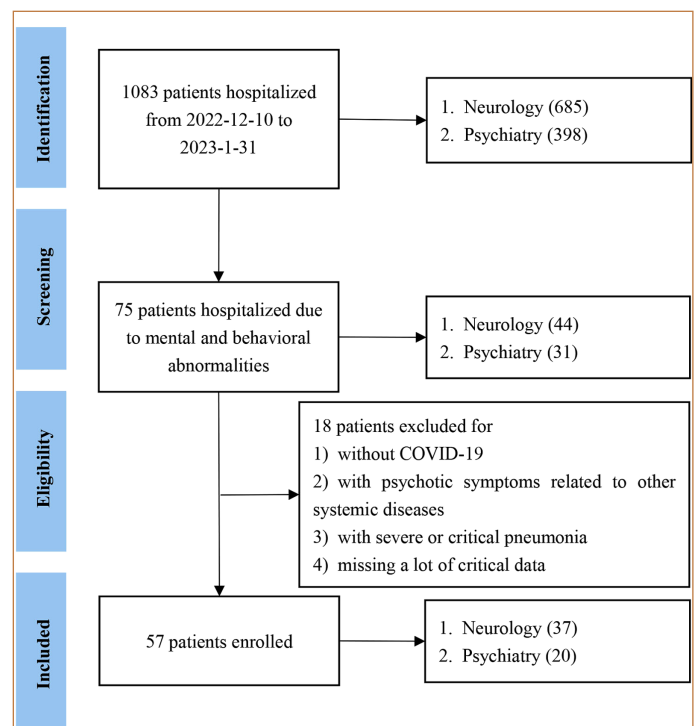 Identification
1083 patients hospitalized
from 2022-12-10 to
2023-1-31
1. Neurology (685)
2. Psychiatry (398)
Screening
75 patients hospitalized due
to mental and behavioral
abnormalities
1. Neurology (44)
2. Psychiatry (31)
Eligibility
18 patients excluded for
1) without COVID-19
2) with psychotic symptoms related to other
systemic diseases
3) with severe or critical pneumonia
4) missing a lot of critical data
Included
57 patients enrolled
1. Neurology (37)
2. Psychiatry (20)